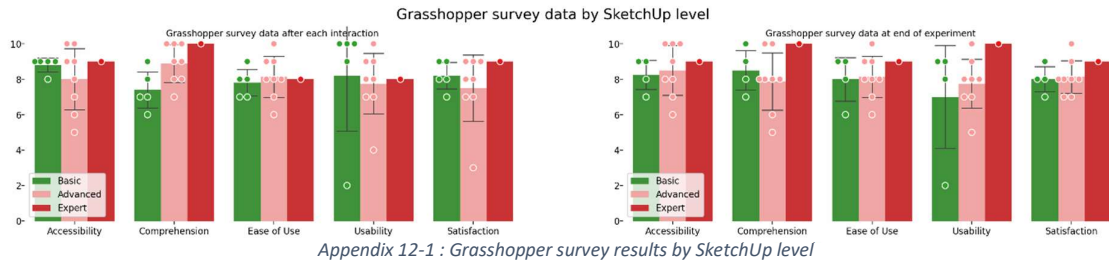 Grasshopper survey data by SketchUp level
Grasshopper survey data after each interaction
10
8
6
4
2
0
Basic
Advanced
Expert
Accessibility Comprehension Ease of Use Usability Satisfaction
Grasshopper survey data at end of experiment
10
8
6
4
2
0
Basic
Advanced
Expert
Accessibility Comprehension Ease of Use Usability Satisfaction
Appendix 12-1 : Grasshopper survey results by SketchUp level